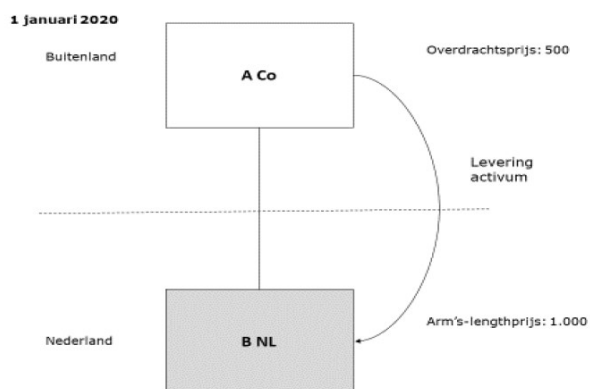 1 januari 2020
Buitenland
A Co
Overdrachtsprijs: 500
Levering
activum
Nederland
B NL
Arm's-lengthprijs: 1.000